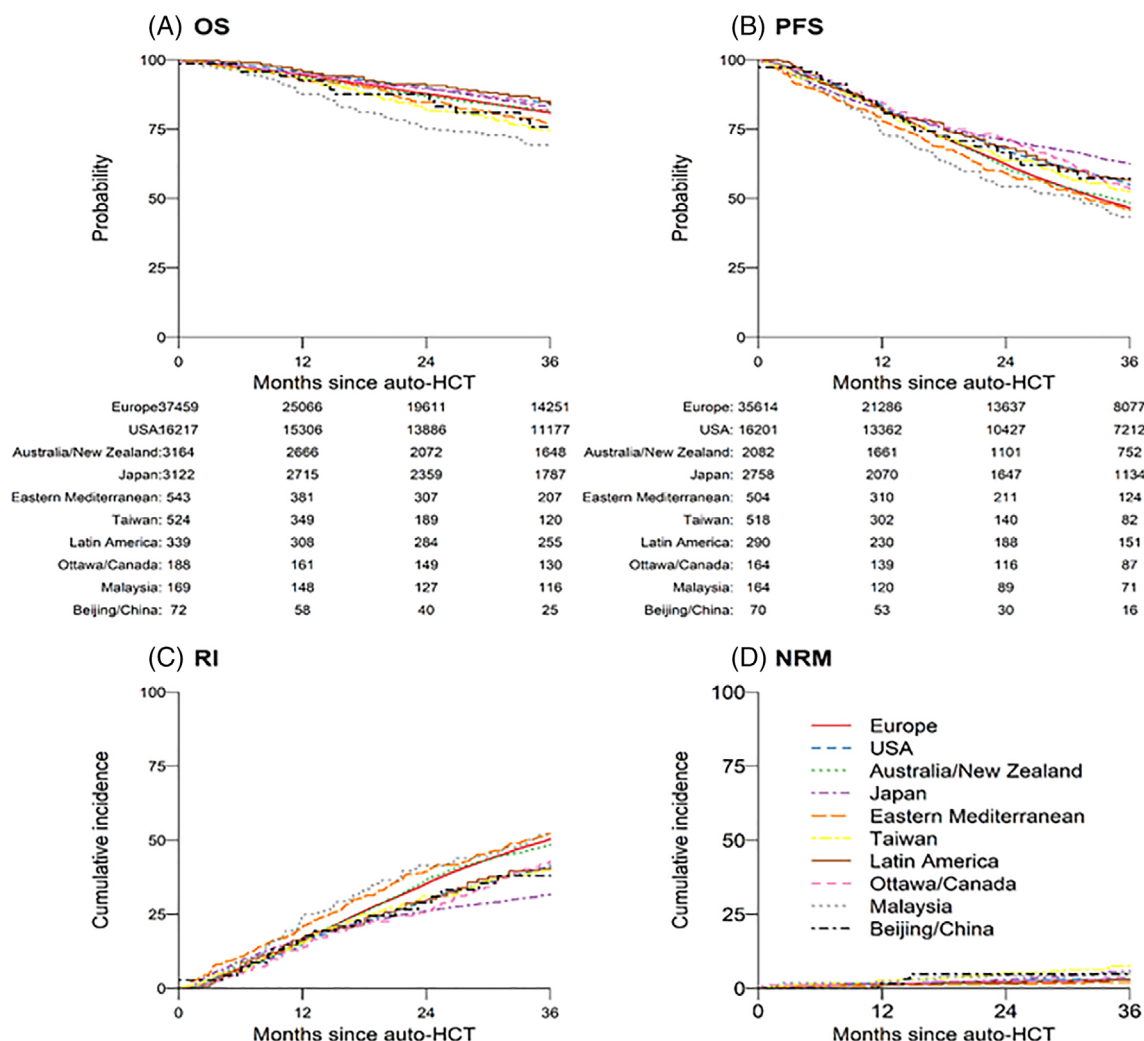 (A) OS
100
75
50
25
0
Probability
0 12 24 36
Months since auto-HCT
Europe37459 25066 19611 14251
USA:16217 15306 13886 11177
Australia/New Zealand:3164 2666 2072 1648
Japan:3122 2715 2359 1787
Eastern Mediterranean: 543 381 307 207
Taiwan: 524 349 189 120
Latin America: 339 308 284 255
Ottawa/Canada: 188 161 149 130
Malaysia: 169 148 127 116
Beijing/China: 72 58 40 25
(B) PFS
100
75
50
25
0
Probability
0 12 24 36
Months since auto-HCT
Europe: 35614 21286 13637 8077
USA: 16201 13362 10427 7212
Australia/New Zealand: 2082 1661 1101 752
Japan: 2758 2070 1647 1134
Eastern Mediterranean: 504 310 211 124
Taiwan: 518 302 140 82
Latin America: 290 230 188 151
Ottawa/Canada: 164 139 116 87
Malaysia: 164 120 89 71
Beijing/China: 70 53 30 16
(C) RI
100
75
50
25
0
Cumulative incidence
0 12 24 36
Months since auto-HCT
(D) NRM
100
75
50
25
0
Cumulative incidence
Europe
USA
Australia/New Zealand
Japan
Eastern Mediterranean
Taiwan
Latin America
Ottawa/Canada
Malaysia
Beijing/China
0 12 24 36
Months since auto-HCT